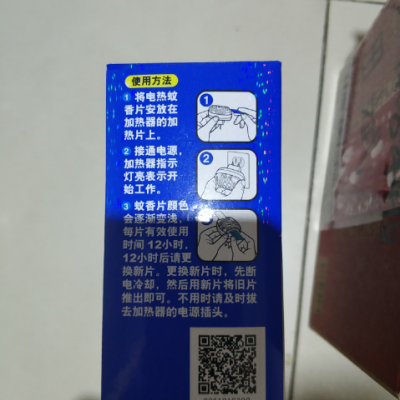 使用方法
1 将电热蚊
香片安放在
加热器的加
热片上。
1
2 接通电源,
加热器指示
灯亮表示开
始工作。
2
3 蚊香片颜色
会逐渐变浅,
每片有效使用
时间12小时,
12小时后请更
换新片。更换新片时,先断
电冷却,然后用新片将旧片
推出即可。不用时请及时拔
去加热器的电源插头。